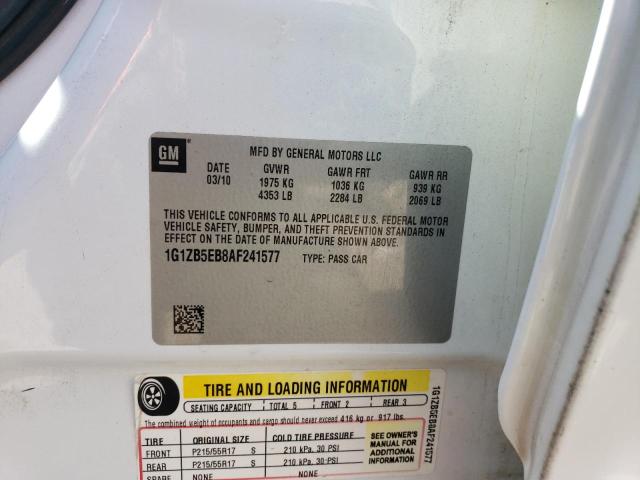 GM
MFD BY GENERAL MOTORS LLC
DATE GVWR GAWR FRT GAWR RR
03/10 1975 KG 1036 KG 939 KG
4353 LB 2284 LB 2069 LB
THIS VEHICLE CONFORMS TO ALL APPLICABLE U.S. FEDERAL MOTOR
VEHICLE SAFETY, BUMPER, AND THEFT PREVENTION STANDARDS IN
EFFECT ON THE DATE OF MANUFACTURE SHOWN ABOVE.
1G1ZB5EB8AF241577 TYPE: PASS CAR
TIRE AND LOADING INFORMATION
SEATING CAPACITY TOTAL 5 FRONT 2 REAR 3
The combined weight of occupants and cargo should never exceed 416 kg or 917 lbs.
TIRE ORIGINAL SIZE COLD TIRE PRESSURE
FRONT P215/55R17 S 210 kPa, 30 PSI
REAR P215/55R17 S 210 kPa, 30 PSI
SPARE NONE NONE
SEE OWNER'S
MANUAL FOR
ADDITIONAL
INFORMATION
1G1ZB5EB8AF241577